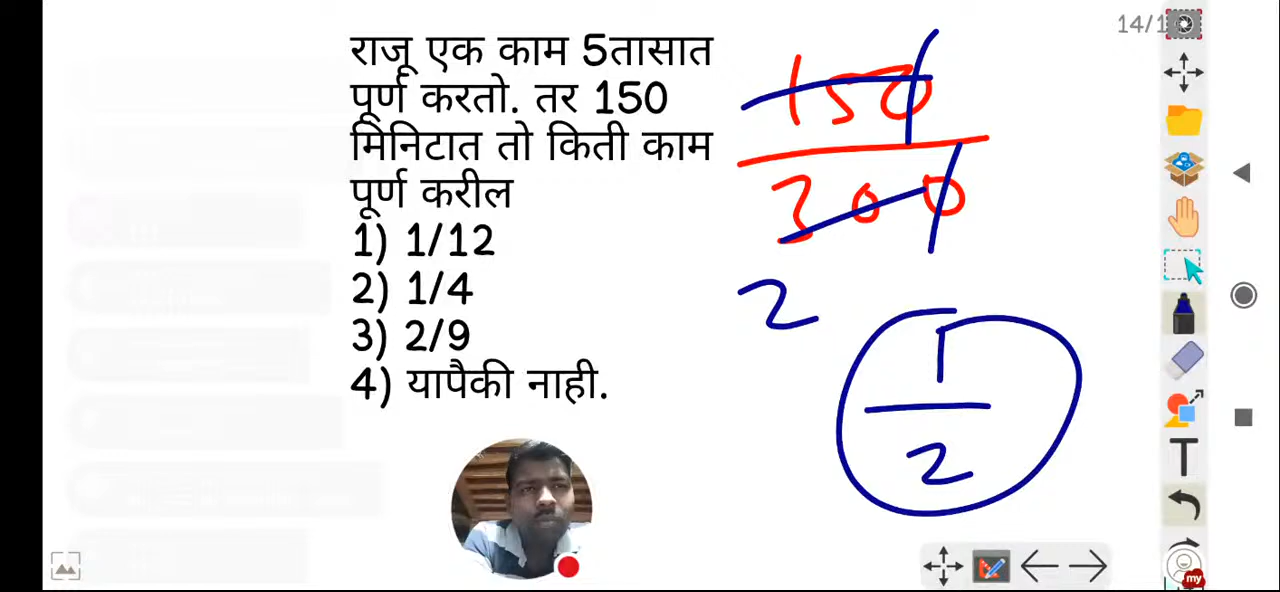 14/1
राजू एक काम 5तासात
पूर्ण करतो. तर 150
मिनिटात तो किती काम
पूर्ण करील
1) 1/12
2) 1/4
3) 2/9
4) यापैकी नाही.
150
300
2
1
2
T
my